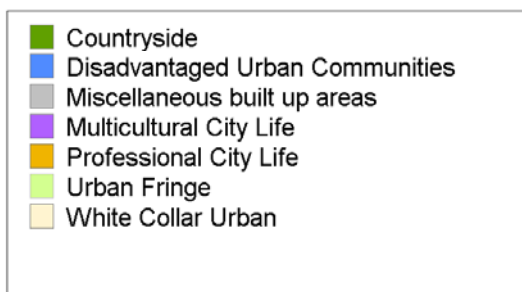 Countryside
Disadvantaged Urban Communities
Miscellaneous built up areas
Multicultural City Life
Professional City Life
Urban Fringe
White Collar Urban